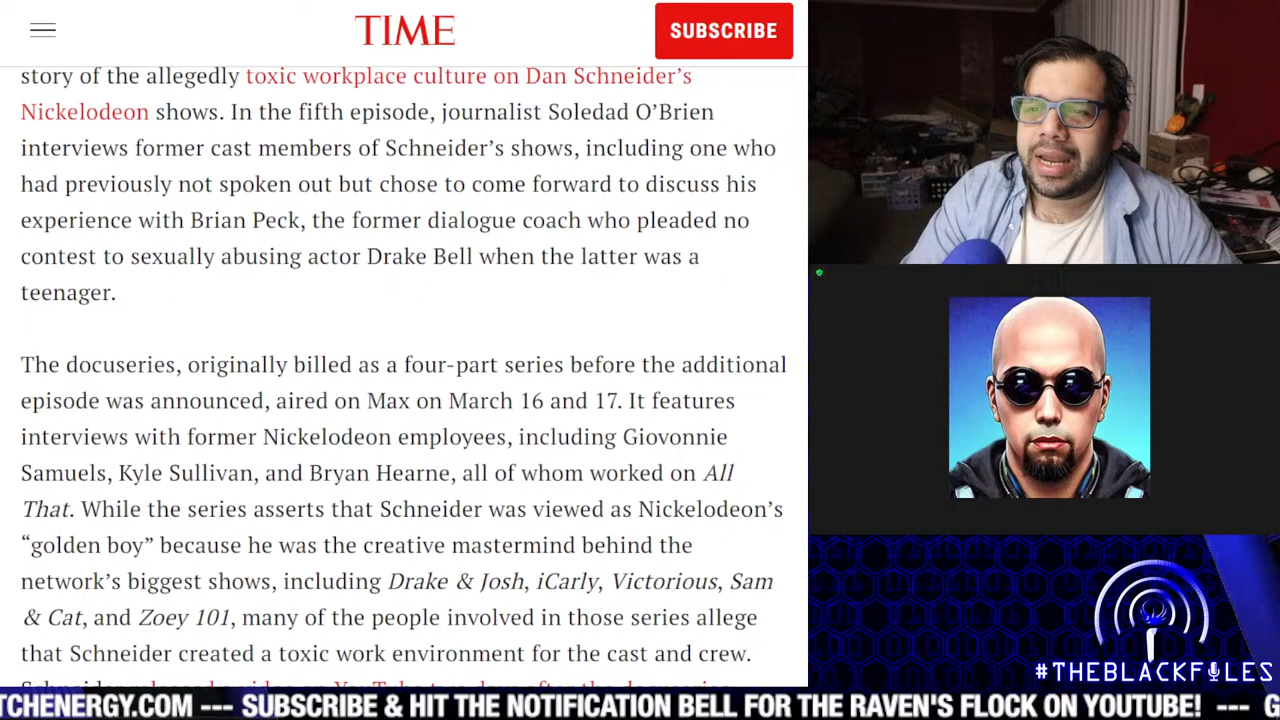 TIME
SUBSCRIBE
story of the allegedly toxic workplace culture on Dan Schneider’s
Nickelodeon shows. In the fifth episode, journalist Soledad O’Brien
interviews former cast members of Schneider’s shows, including one who
had previously not spoken out but chose to come forward to discuss his
experience with Brian Peck, the former dialogue coach who pleaded no
contest to sexually abusing actor Drake Bell when the latter was a
teenager.
The docuseries, originally billed as a four-part series before the additional
episode was announced, aired on Max on March 16 and 17. It features
interviews with former Nickelodeon employees, including Giovonnie
Samuels, Kyle Sullivan, and Bryan Hearne, all of whom worked on All
That. While the series asserts that Schneider was viewed as Nickelodeon’s
“golden boy” because he was the creative mastermind behind the
network’s biggest shows, including Drake & Josh, iCarly, Victorious, Sam
& Cat, and Zoey 101, many of the people involved in those series allege
that Schneider created a toxic work environment for the cast and crew.
#THEBLACKFILES
TCHENERGY.COM --- SUBSCRIBE & HIT THE NOTIFICATION BELL FOR THE RAVEN'S FLOCK ON YOUTUBE! --- G